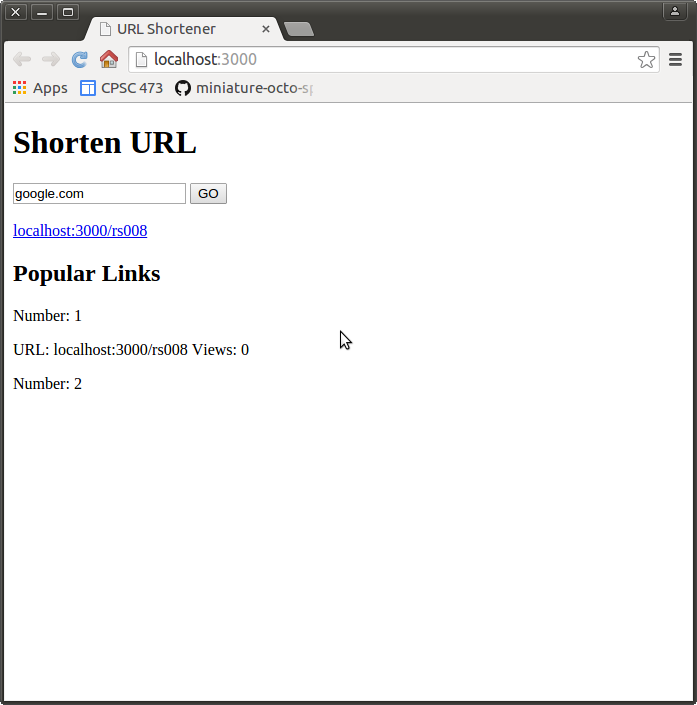 URL Shortener
localhost:3000
Apps CPSC 473 miniature-octo-sp
Shorten URL
google.com GO
localhost:3000/rs008
Popular Links
Number: 1
URL: localhost:3000/rs008 Views: 0
Number: 2